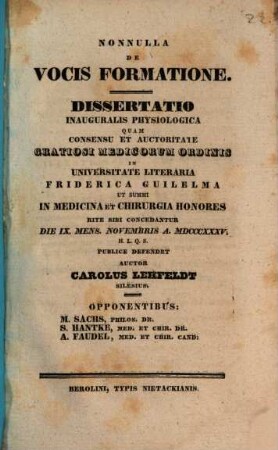 NONNULLA
DE
VOCIS FORMATIONE.
DISSERTATIO
INAUGURALIS PHYSIOLOGICA
QUAM
CONSENSU ET AUCTORITATE
GRATIOSI MEDICORUM ORDINIS
IN
UNIVERSITATE LITERARIA
FRIDERICA GUILELMA
UT SUMMI
IN MEDICINA ET CHIRURGIA HONORES
RITE SIBI CONCEDANTUR
DIE IX. MENS. NOVEMBRIS A. MDCCCXXXV.
H. L. Q. S.
PUBLICE DEFENDET
AUCTOR
CAROLUS LEHFELDT
SILESIUS.
OPPONENTIBUS:
M. SACHS, PHILOS. DR.
S. HANTKE, MED. ET CHIR. DR.
A. FAUDEL, MED. ET CHIR. CAND:
BEROLINI, TYPIS NIETACKIANIS.